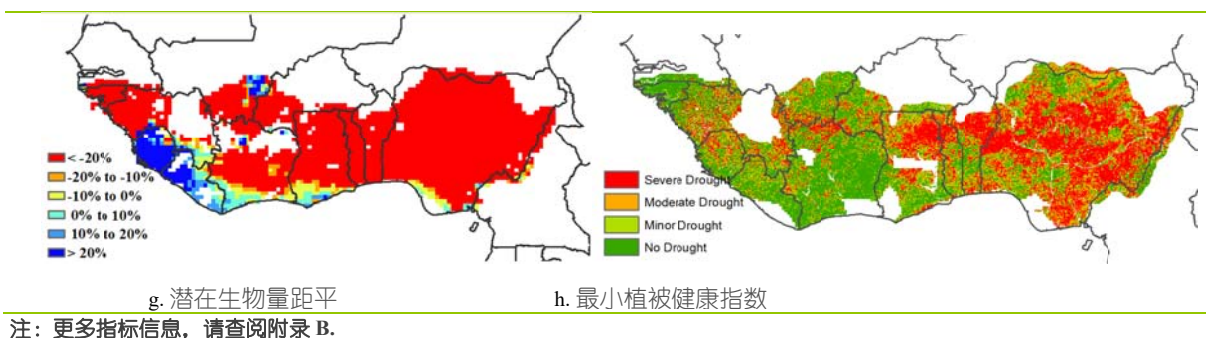 < -20%
-20% to -10%
-10% to 0%
0% to 10%
10% to 20%
> 20%
Severe Drought
Moderate Drought
Minor Drought
No Drought
g. 潜在生物量距平
h. 最小植被健康指数
注：更多指标信息，请查阅附录 B.